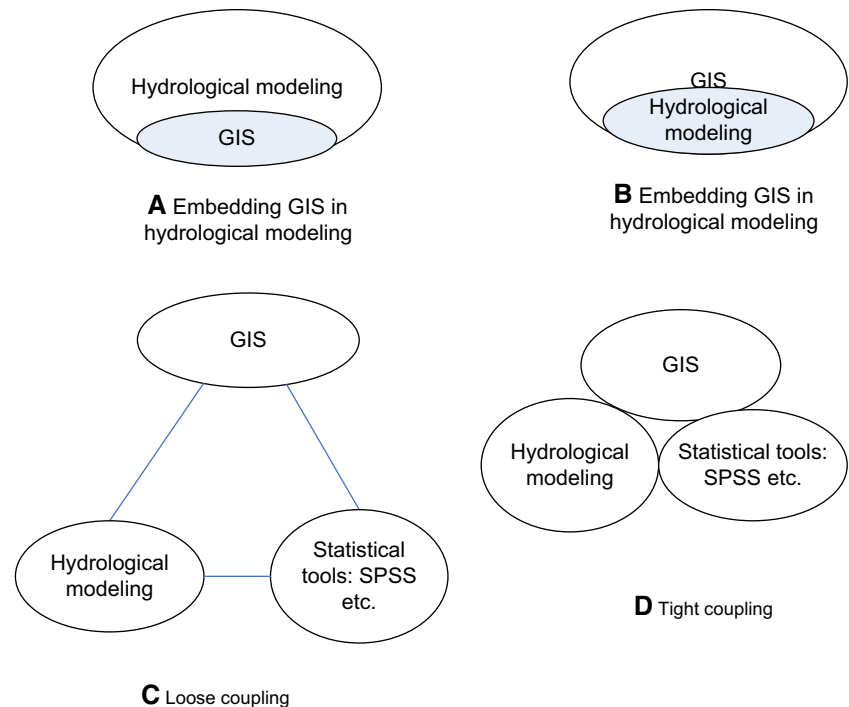 Hydrological modeling
GIS
A Embedding GIS in
hydrological modeling
GIS
Hydrological
modeling
B Embedding GIS in
hydrological modeling
GIS
Hydrological
modeling
Statistical
tools: SPSS
etc.
C Loose coupling
GIS
Hydrological
modeling
Statistical tools:
SPSS etc.
D Tight coupling